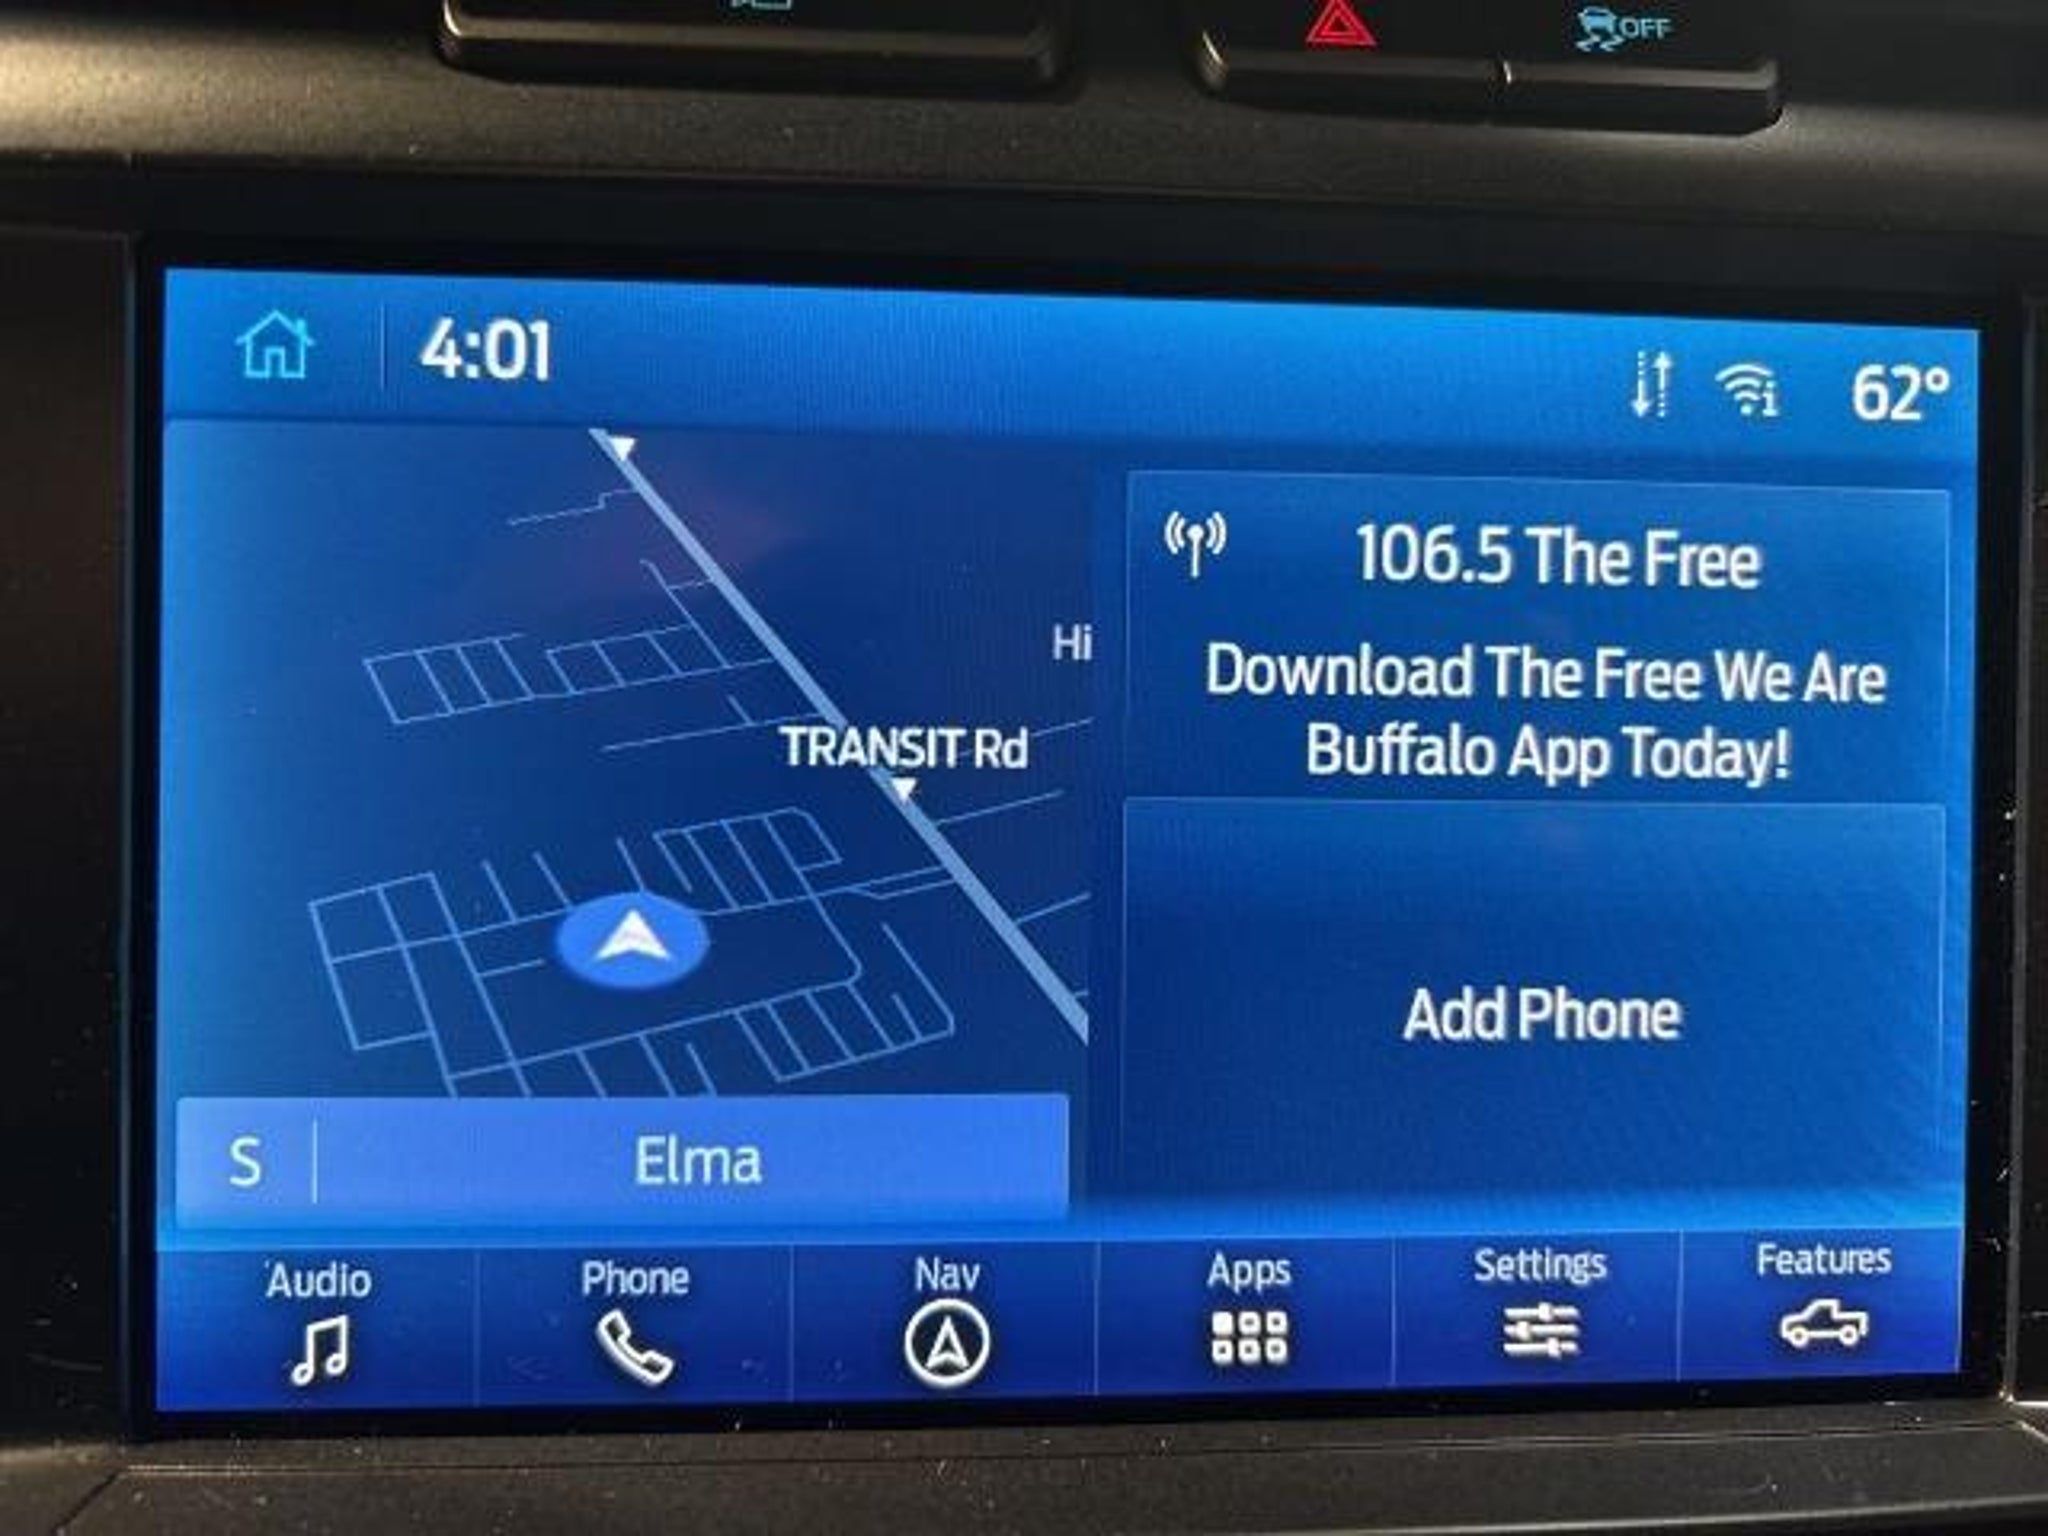 OFF
4:01
62°
106.5 The Free
Download The Free We Are
Buffalo App Today!
Hi
TRANSIT Rd
Add Phone
S
Elma
Audio
Phone
Nav
Apps
Settings
Features